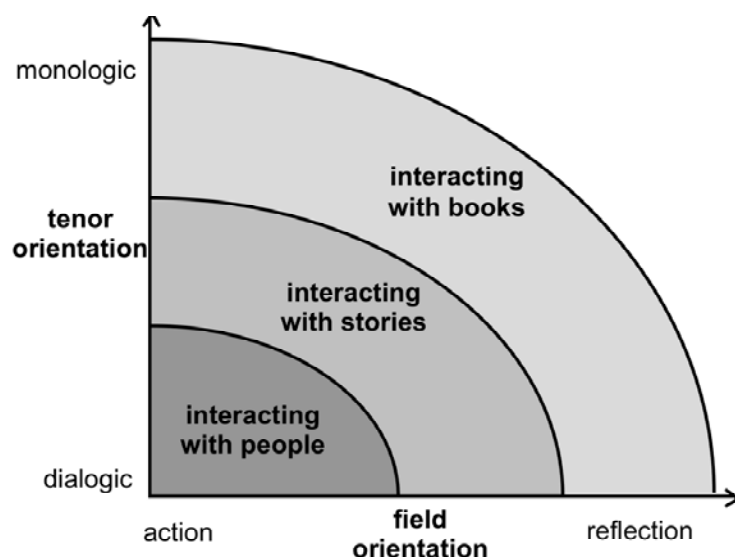 monologic
interacting
with books
tenor
orientation
interacting
with stories
interacting
with people
dialogic
action
field
orientation
reflection